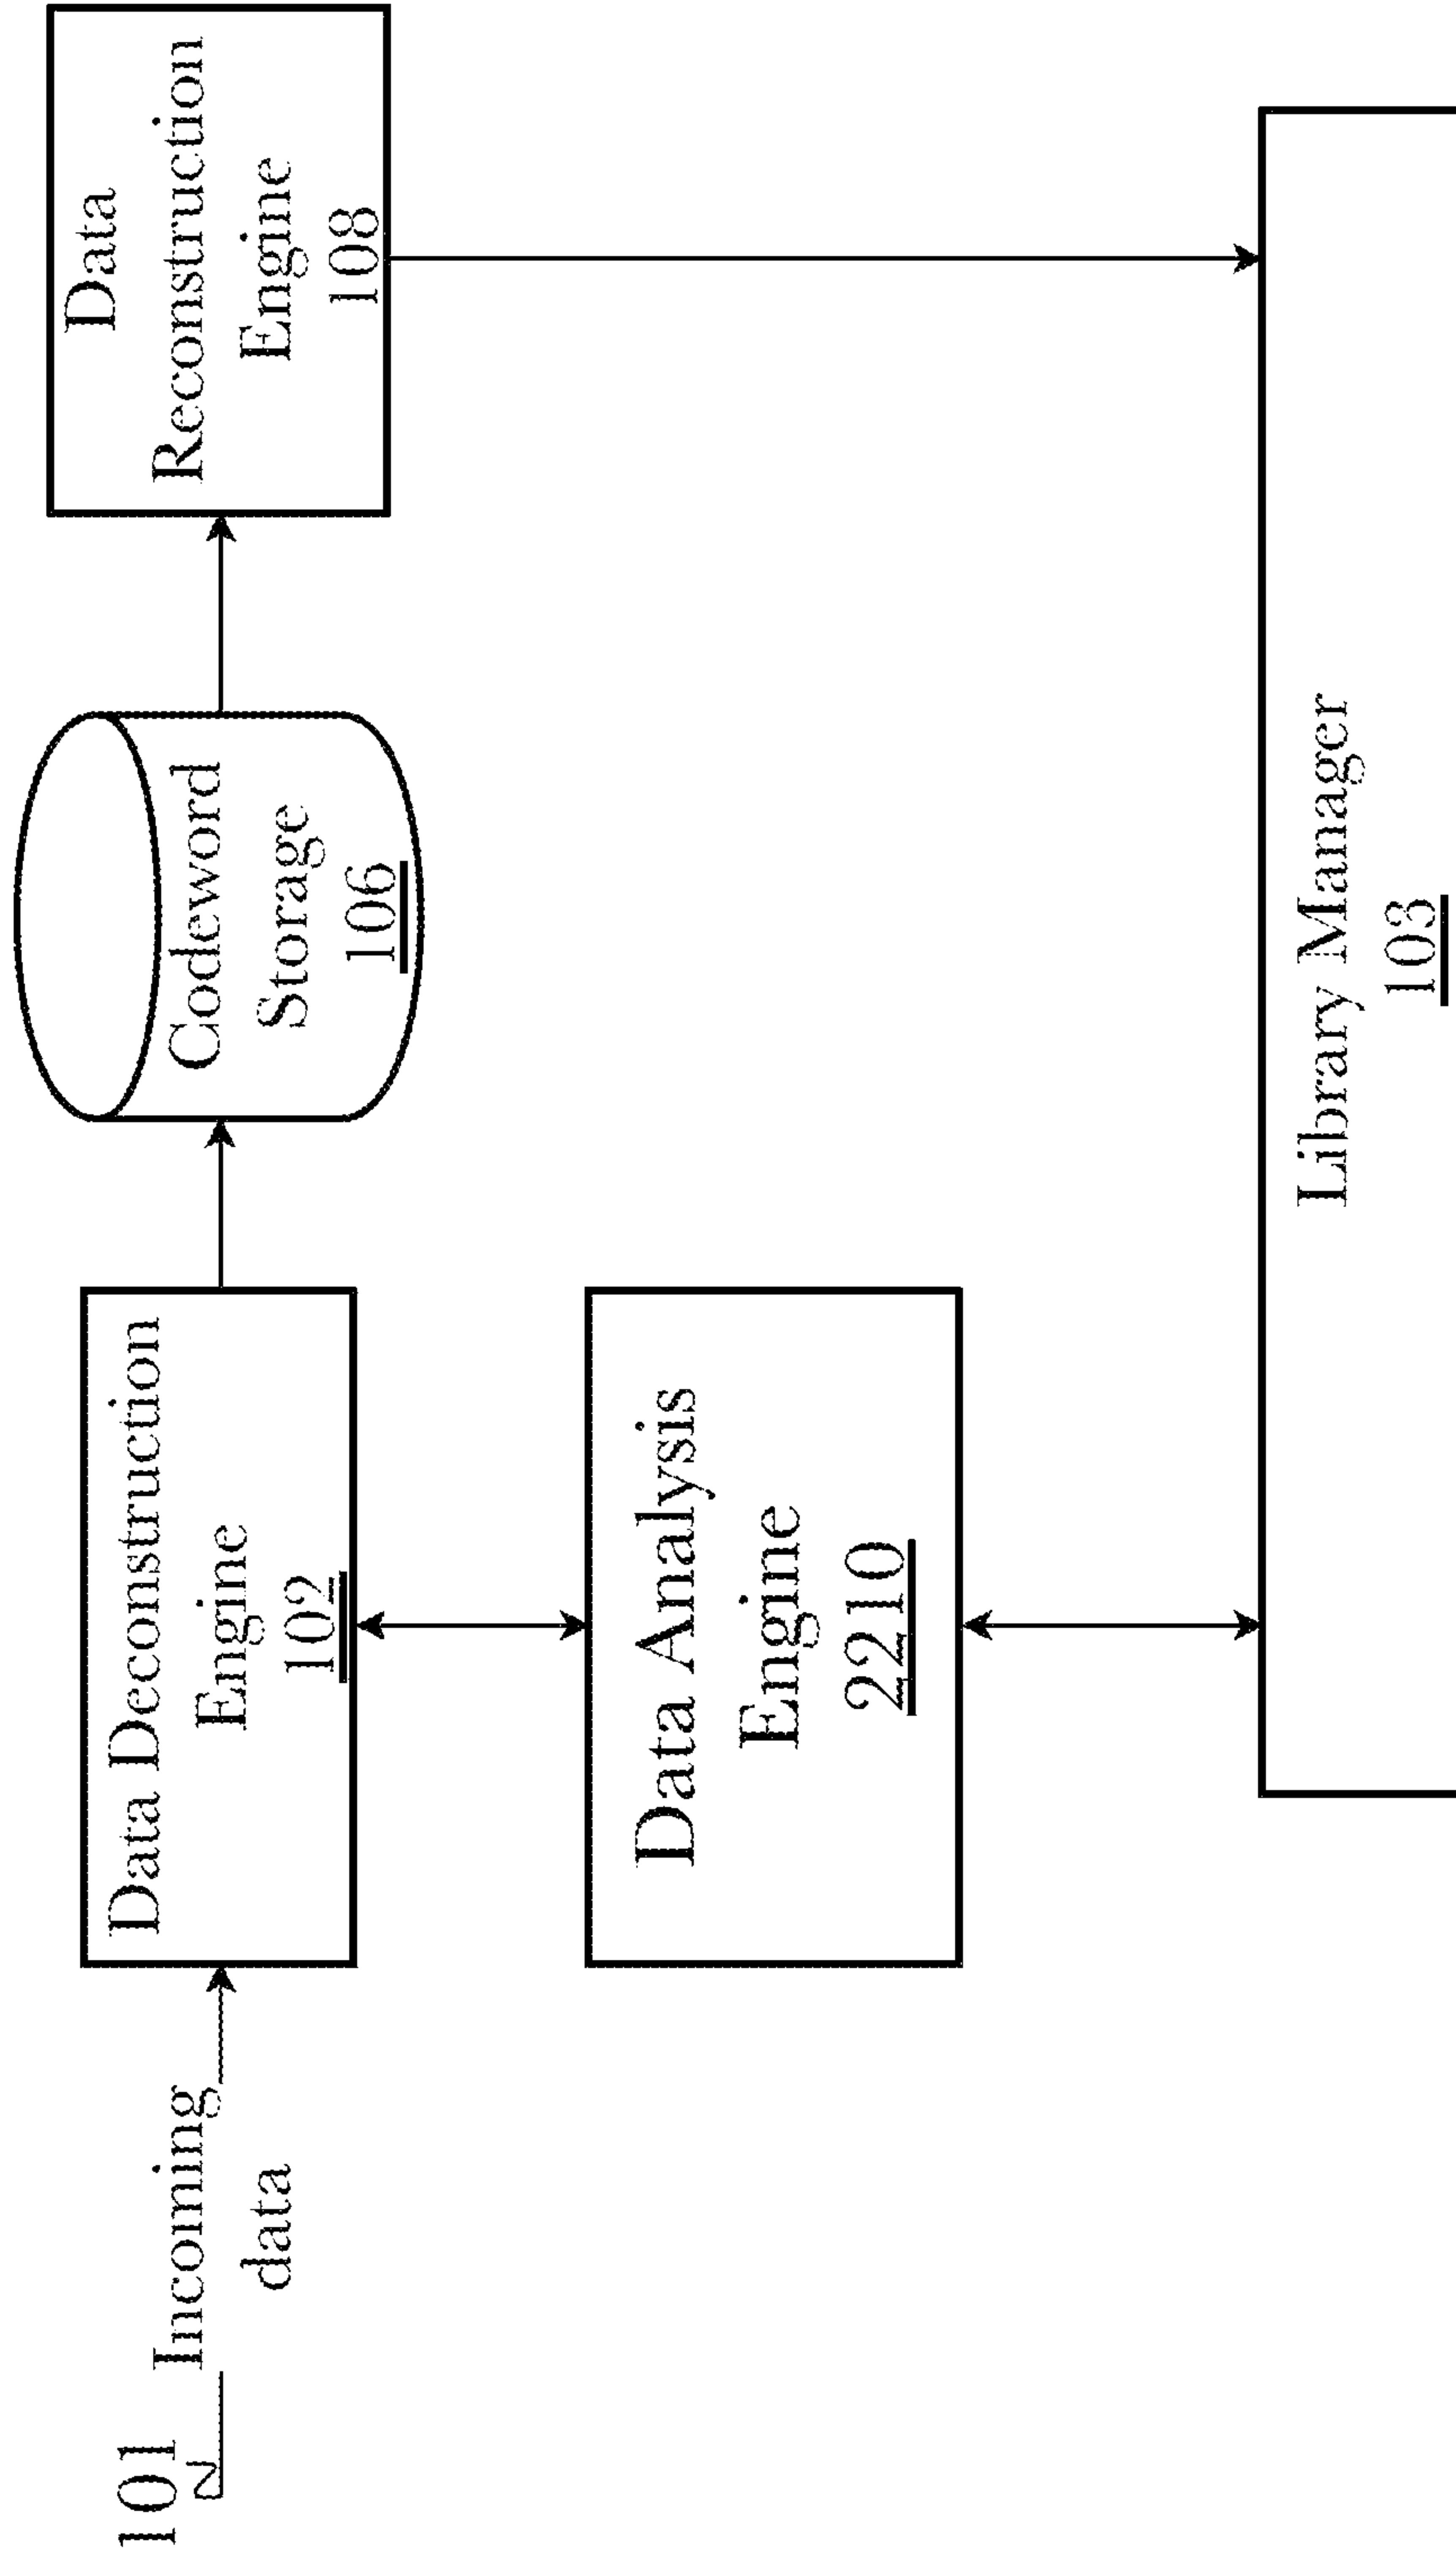 101
Incoming
data
Data Deconstruction
Engine
102
Codeword
Storage
106
Data
Reconstruction
Engine
108
Data Analysis
Engine
2210
Library Manager
103